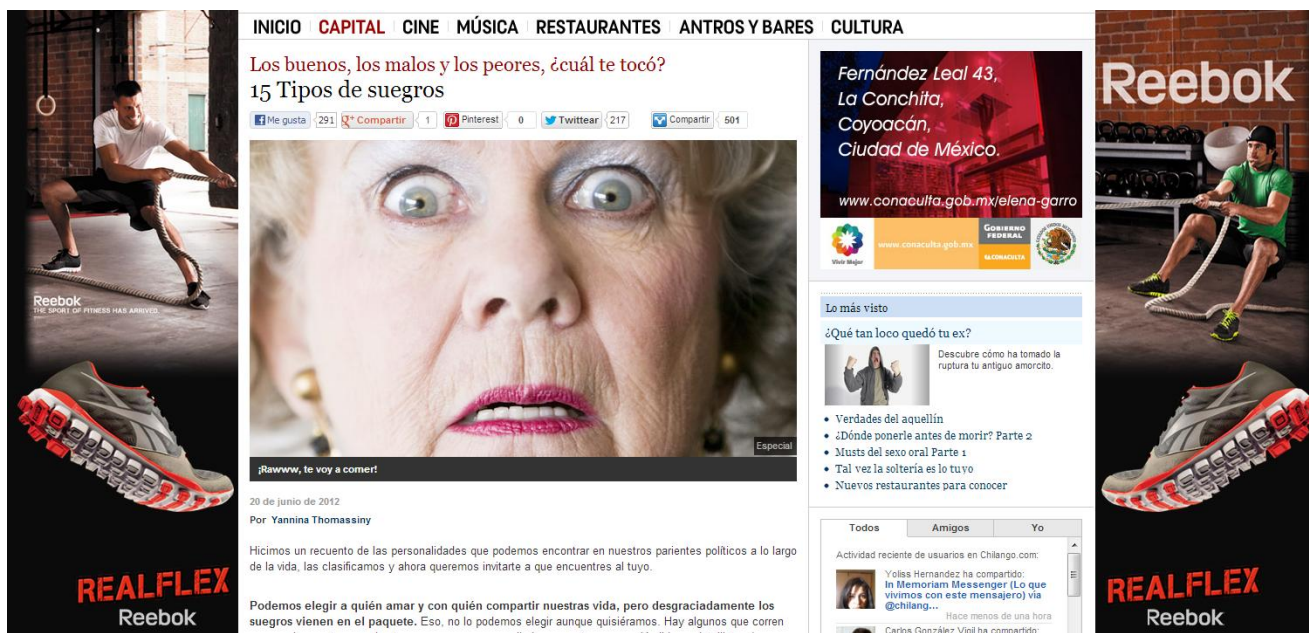 INICIO CAPITAL CINE MÚSICA RESTAURANTES ANTROS Y BARES CULTURA
Los buenos, los malos y los peores, ¿cuál te tocó?
15 Tipos de suegros
Me gusta 291 Compartir 1 Pinterest 0 Twittear 217 Compartir 501
Especial
¡Rawww, te voy a comer!
20 de junio de 2012
Por Yannina Thomassiny
Hicimos un recuento de las personalidades que podemos encontrar en nuestros parientes políticos a lo largo
de la vida, las clasificamos y ahora queremos invitarte a que encuentres al tuyo.
Podemos elegir a quién amar y con quién compartir nuestras vida, pero desgraciadamente los
suegros vienen en el paquete. Eso, no lo podemos elegir aunque quisiéramos. Hay algunos que corren
Fernández Leal 43,
La Conchita,
Coyoacán,
Ciudad de México.
www.conaculta.gob.mx/elena-garro
Vivir Mejor
www.conaculta.gob.mx
GOBIERNO
FEDERAL
CONACULTA
Lo más visto
¿Qué tan loco quedó tu ex?
Descubre cómo ha tomado la
ruptura tu antiguo amorcito.
Verdades del aquellín
¿Dónde ponerle antes de morir? Parte 2
Musts del sexo oral Parte 1
Tal vez la soltería es lo tuyo
Nuevos restaurantes para conocer
Todos Amigos Yo
Actividad reciente de usuarios en Chilango.com:
Yoliss Hernandez ha compartido:
In Memoriam Messenger (Lo que
vivimos con este mensajero) vía
@chilang...
Hace menos de una hora
Carlos González Vigil ha compartido:
Reebok
THE SPORT OF FITNESS HAS ARRIVED.
REALFLEX
Reebok
Reebok
REALFLEX
Reebok